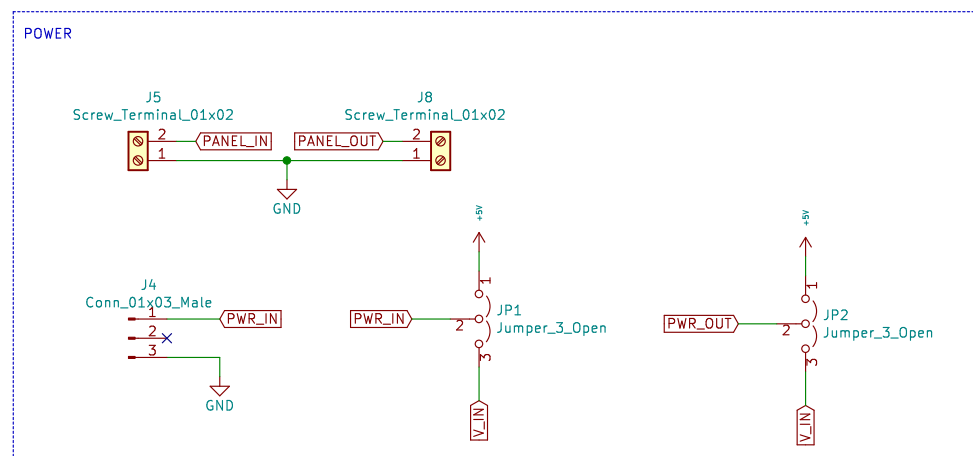 POWER
J5
Screw_Terminal_01x02
2
PANEL_IN
1
J8
Screw_Terminal_01x02
PANEL_OUT
2
1
GND
J4
Conn_01x03_Male
1
PWR_IN
2
3
GND
+5V
1
PWR_IN
2
JP1
Jumper_3_Open
3
V_IN
+5V
1
PWR_OUT
2
JP2
Jumper_3_Open
3
V_IN